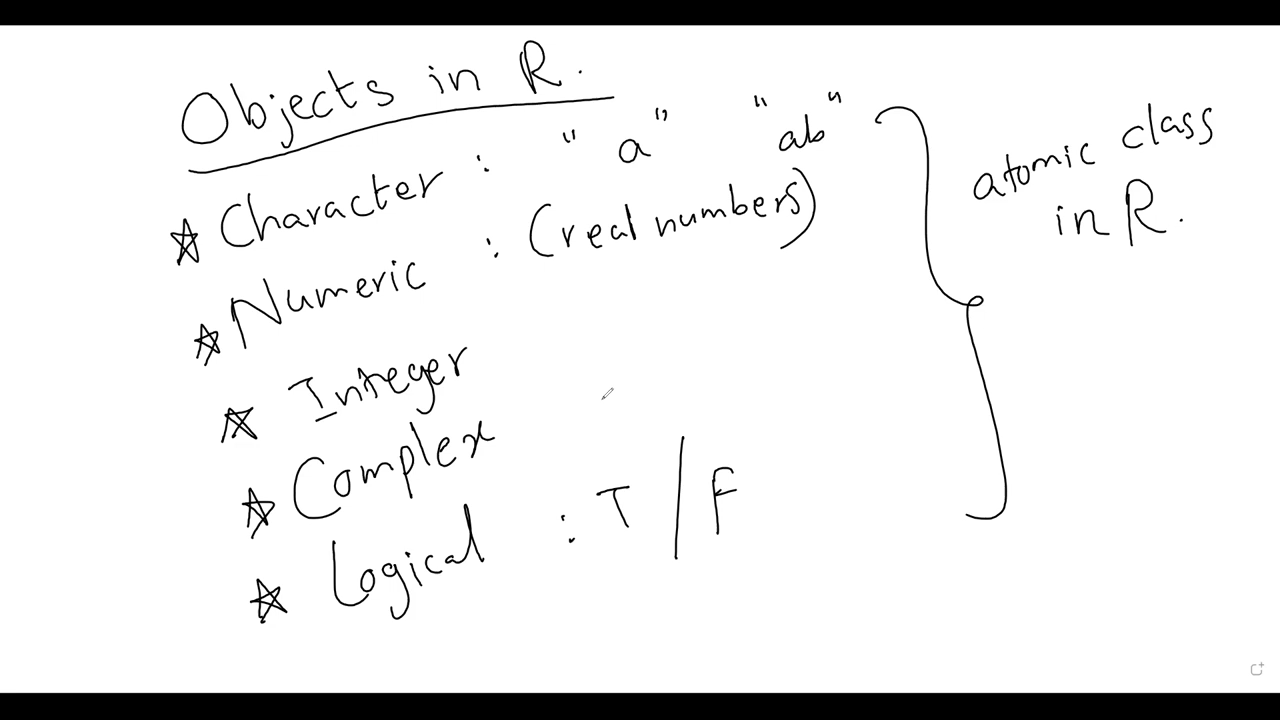 Objects in R.
☆ Character : "a" "ab"
☆ Numeric : (real numbers)
☆ Integer
☆ Complex
☆ Logical : T/F
atomic class
in R.